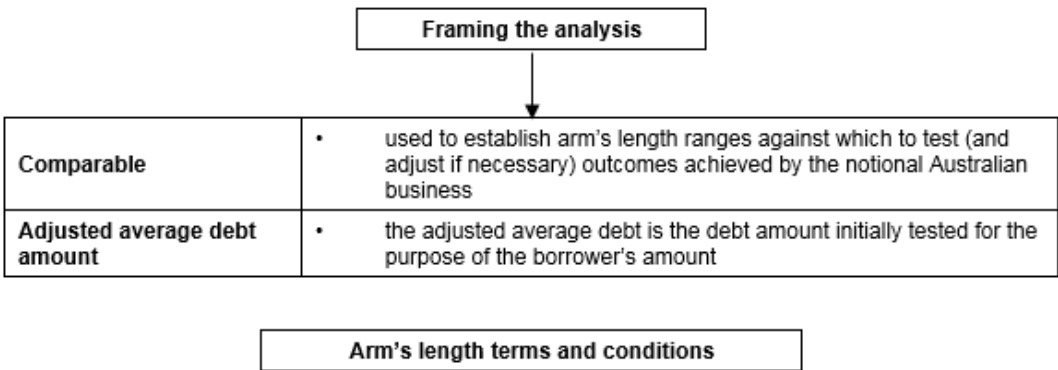 Framing the analysis
Comparable
• used to establish arm's length ranges against which to test (and
adjust if necessary) outcomes achieved by the notional Australian
business
Adjusted average debt
amount
• the adjusted average debt is the debt amount initially tested for the
purpose of the borrower's amount
Arm's length terms and conditions